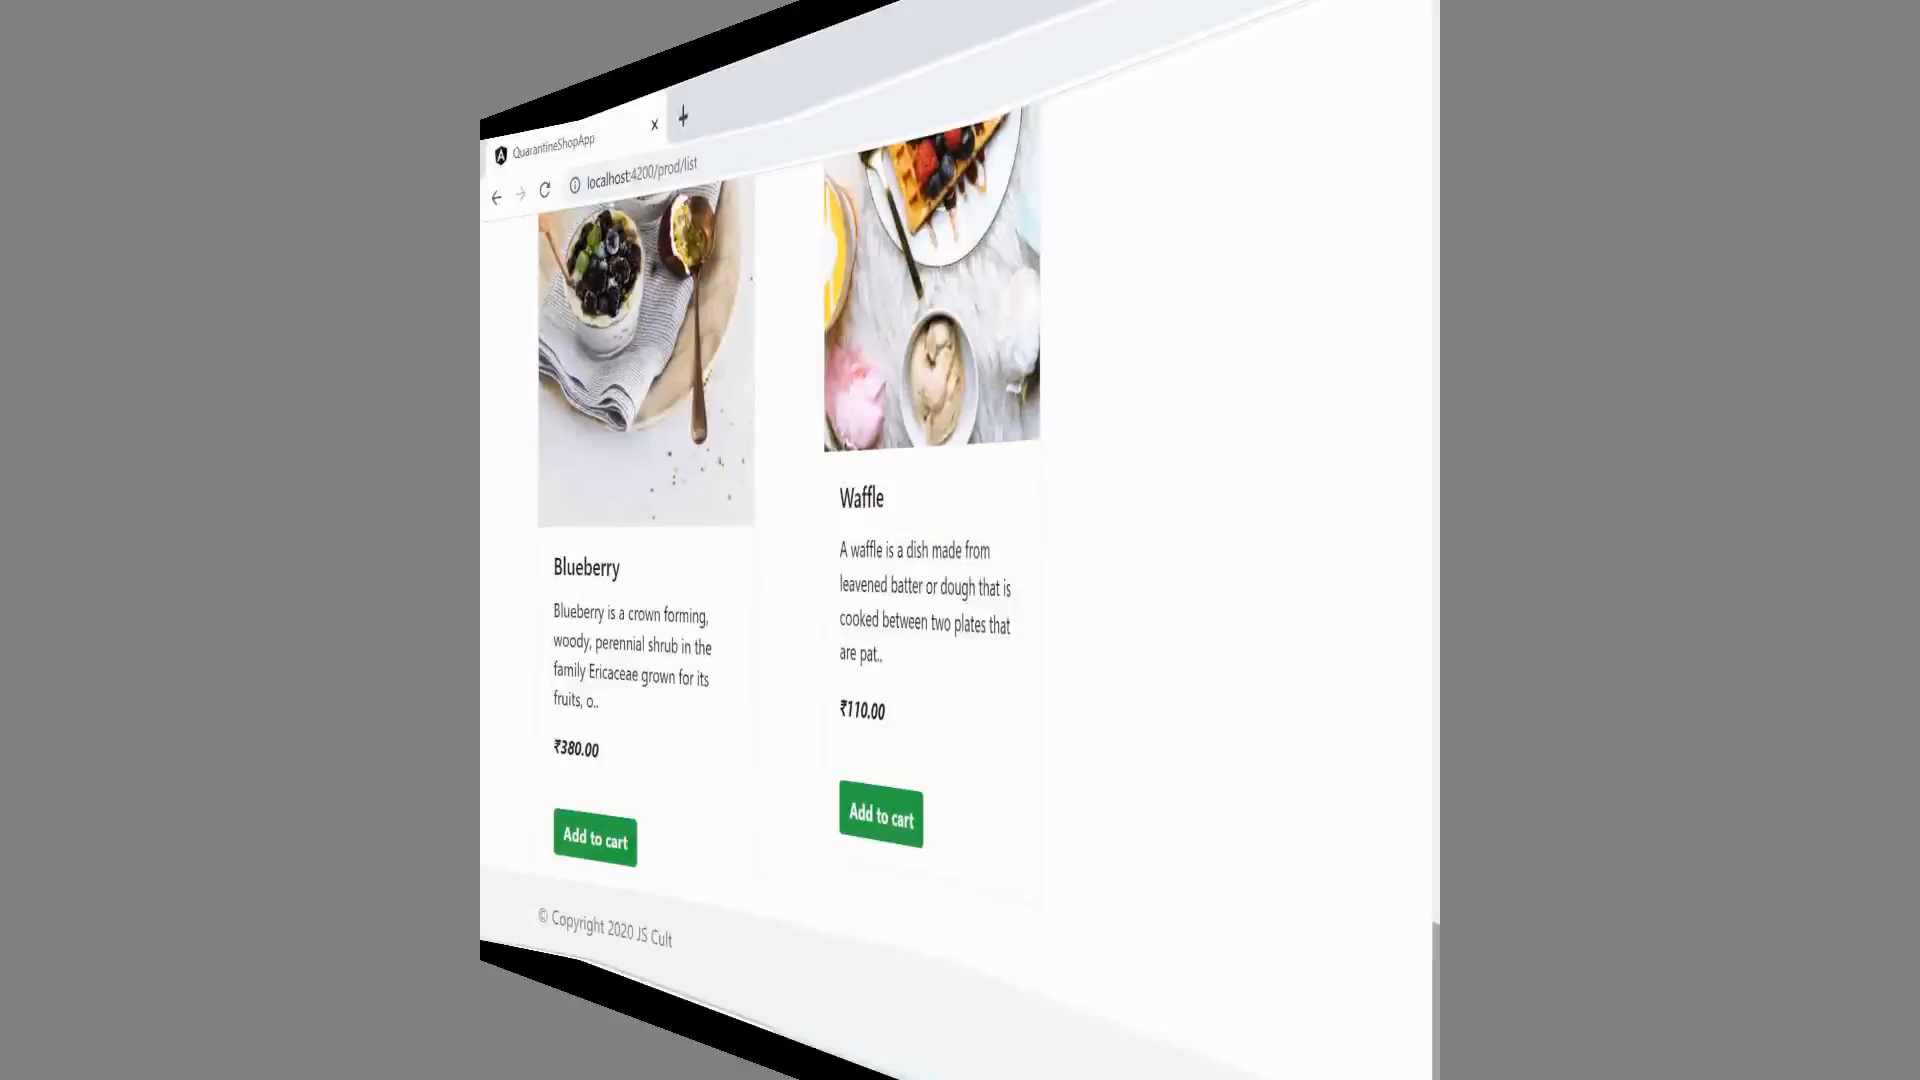 QuarantineShopApp
localhost:4200/prod/list
Blueberry
Blueberry is a crown forming,
woody, perennial shrub in the
family Ericaceae grown for its
fruits, o..
₹380.00
Add to cart
Waffle
A waffle is a dish made from
leavened batter or dough that is
cooked between two plates that
are pat..
₹110.00
Add to cart
© Copyright 2020 JS Cult